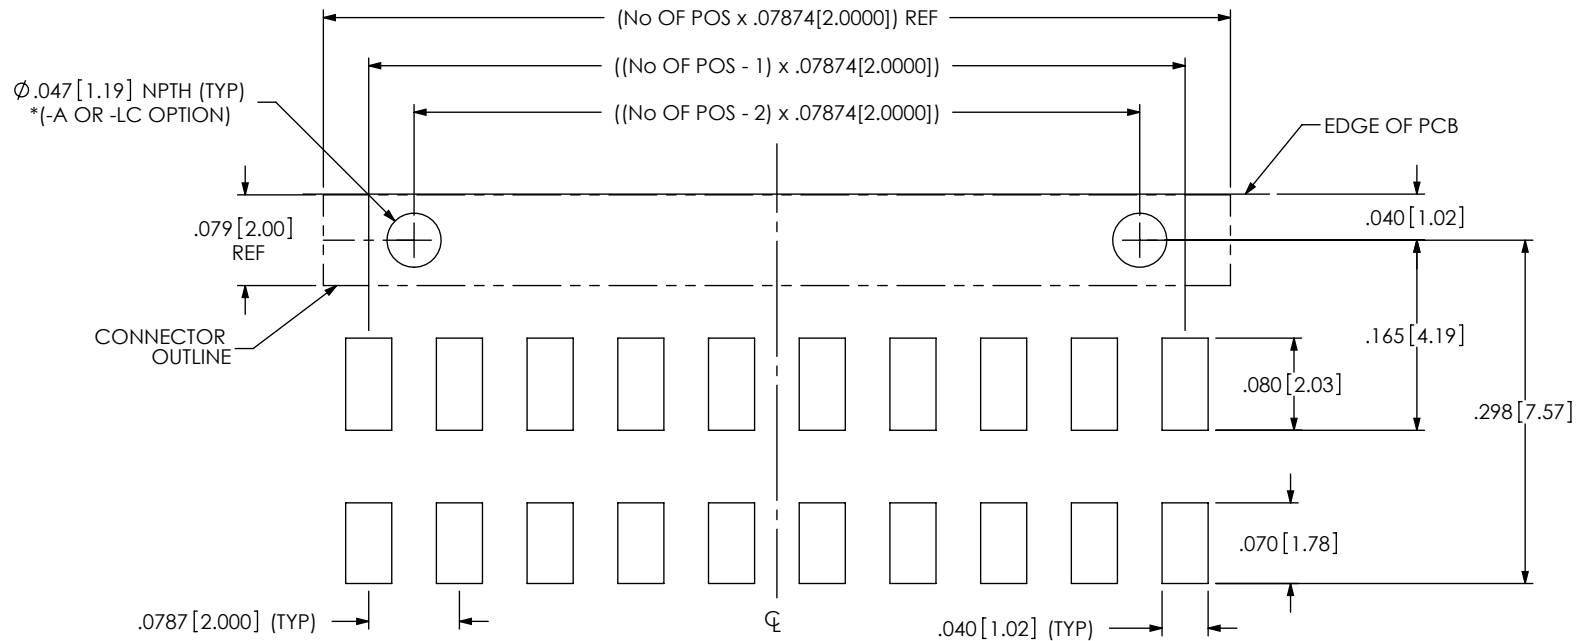 (No OF POS x .07874[2.0000]) REF
((No OF POS - 1) x .07874[2.0000])
Ø.047[1.19] NPTH (TYP)
*(-A OR -LC OPTION)
((No OF POS - 2) x .07874[2.0000])
EDGE OF PCB
.079[2.00]
REF
.040[1.02]
CONNECTOR
OUTLINE
.165[4.19]
.080[2.03]
.298[7.57]
.070[1.78]
.0787[2.000] (TYP)
℄
.040[1.02] (TYP)